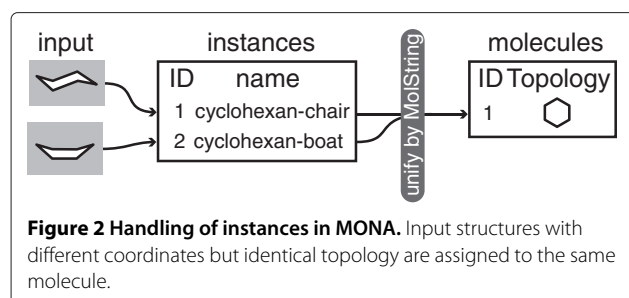 input instances molecules
ID name
1 cyclohexan-chair
2 cyclohexan-boat
unify by MolString
ID Topology
1
Figure 2 Handling of instances in MONA. Input structures with
different coordinates but identical topology are assigned to the same
molecule.